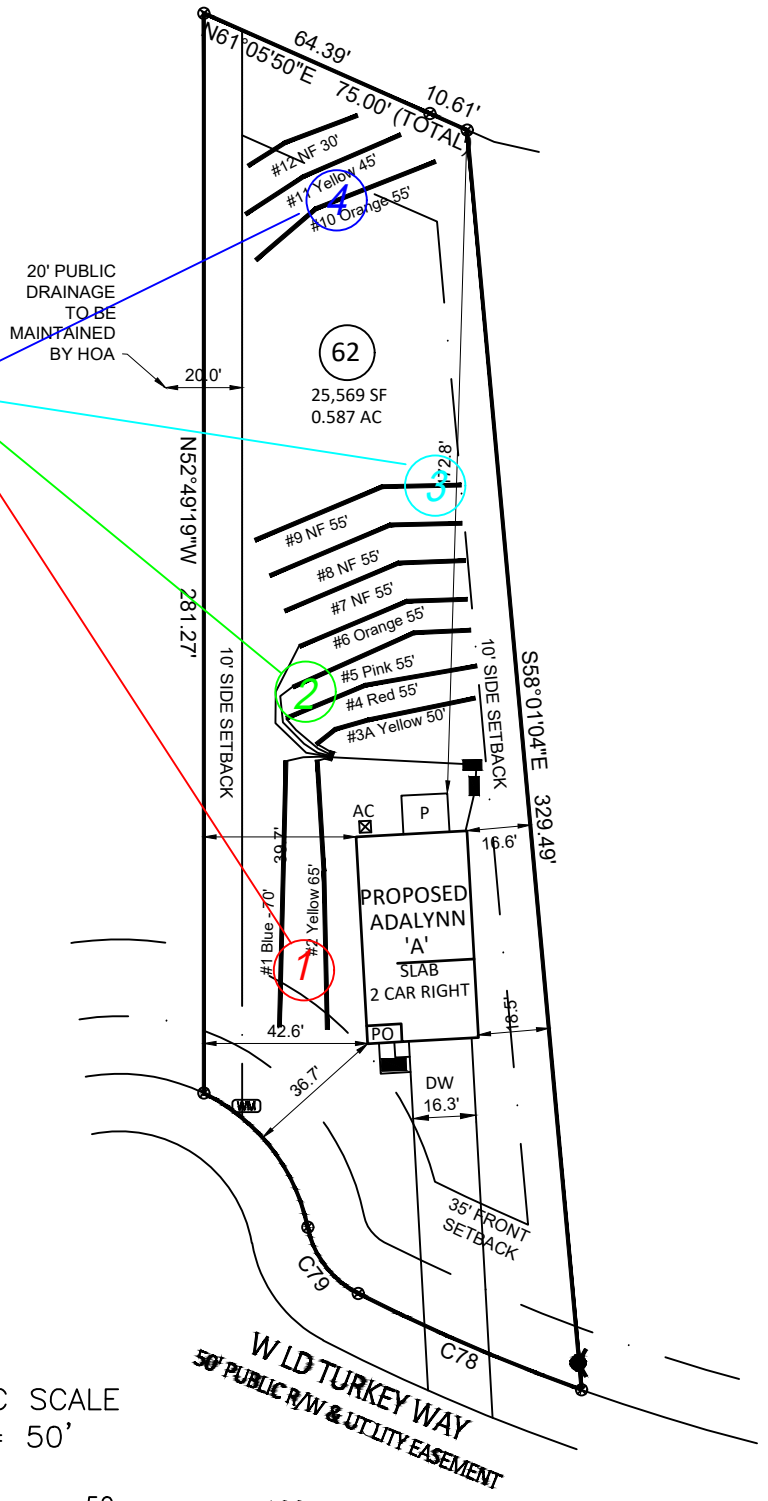 64.39'
N61°05'50"E
75.00' (TOTAL)
10.61'
#12 NF 30'
#11 Yellow 45'
4
#10 Orange 55'
20' PUBLIC
DRAINAGE
TO BE
MAINTAINED
BY HOA
20.0'
62
25,569 SF
0.587 AC
N52°49'19"W 281.27'
3
#9 NF 55'
#8 NF 55'
#7 NF 55'
#6 Orange 55'
#5 Pink 55'
2
#4 Red 55'
#3A Yellow 50'
10' SIDE SETBACK
10' SIDE SETBACK
S58°01'04"E 329.49'
AC
P
39.7'
16.6'
#1 Blue - 70'
#2 Yellow 65'
1
PROPOSED
ADALYNN
'A'
SLAB
2 CAR RIGHT
18.5'
42.6'
PO
36.7'
DW
16.3'
WM
35' FRONT
SETBACK
C79
C78
W LD TURKEY WAY
50' PUBLIC R/W & UT LITY EASEMENT
C SCALE
= 50'